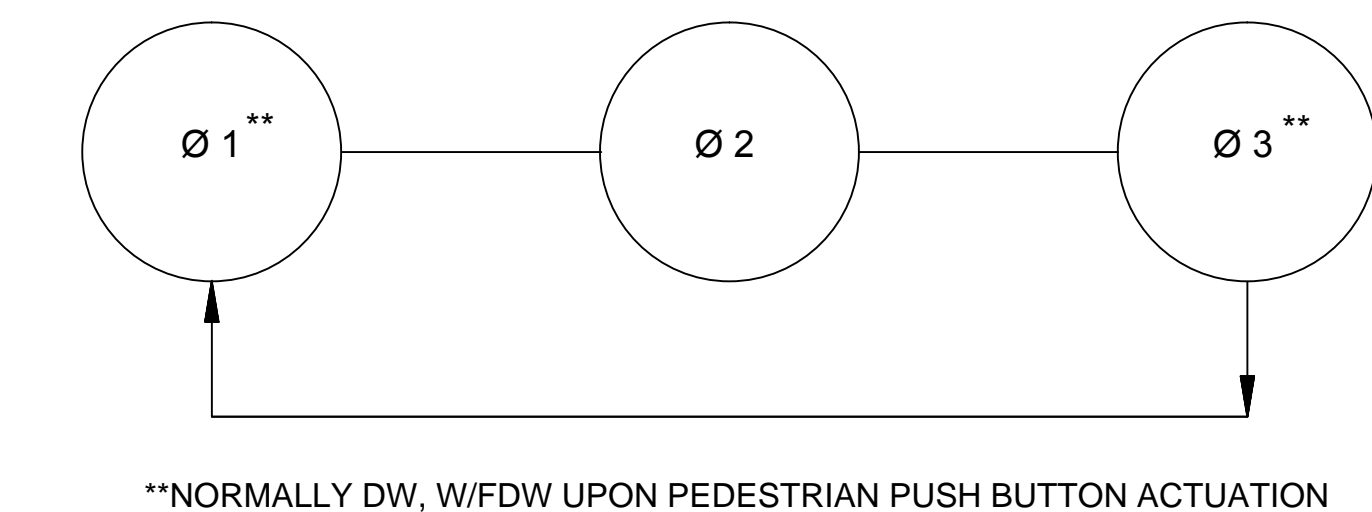 Ø 1**
Ø 2
Ø 3**
**NORMALLY DW, W/FDW UPON PEDESTRIAN PUSH BUTTON ACTUATION